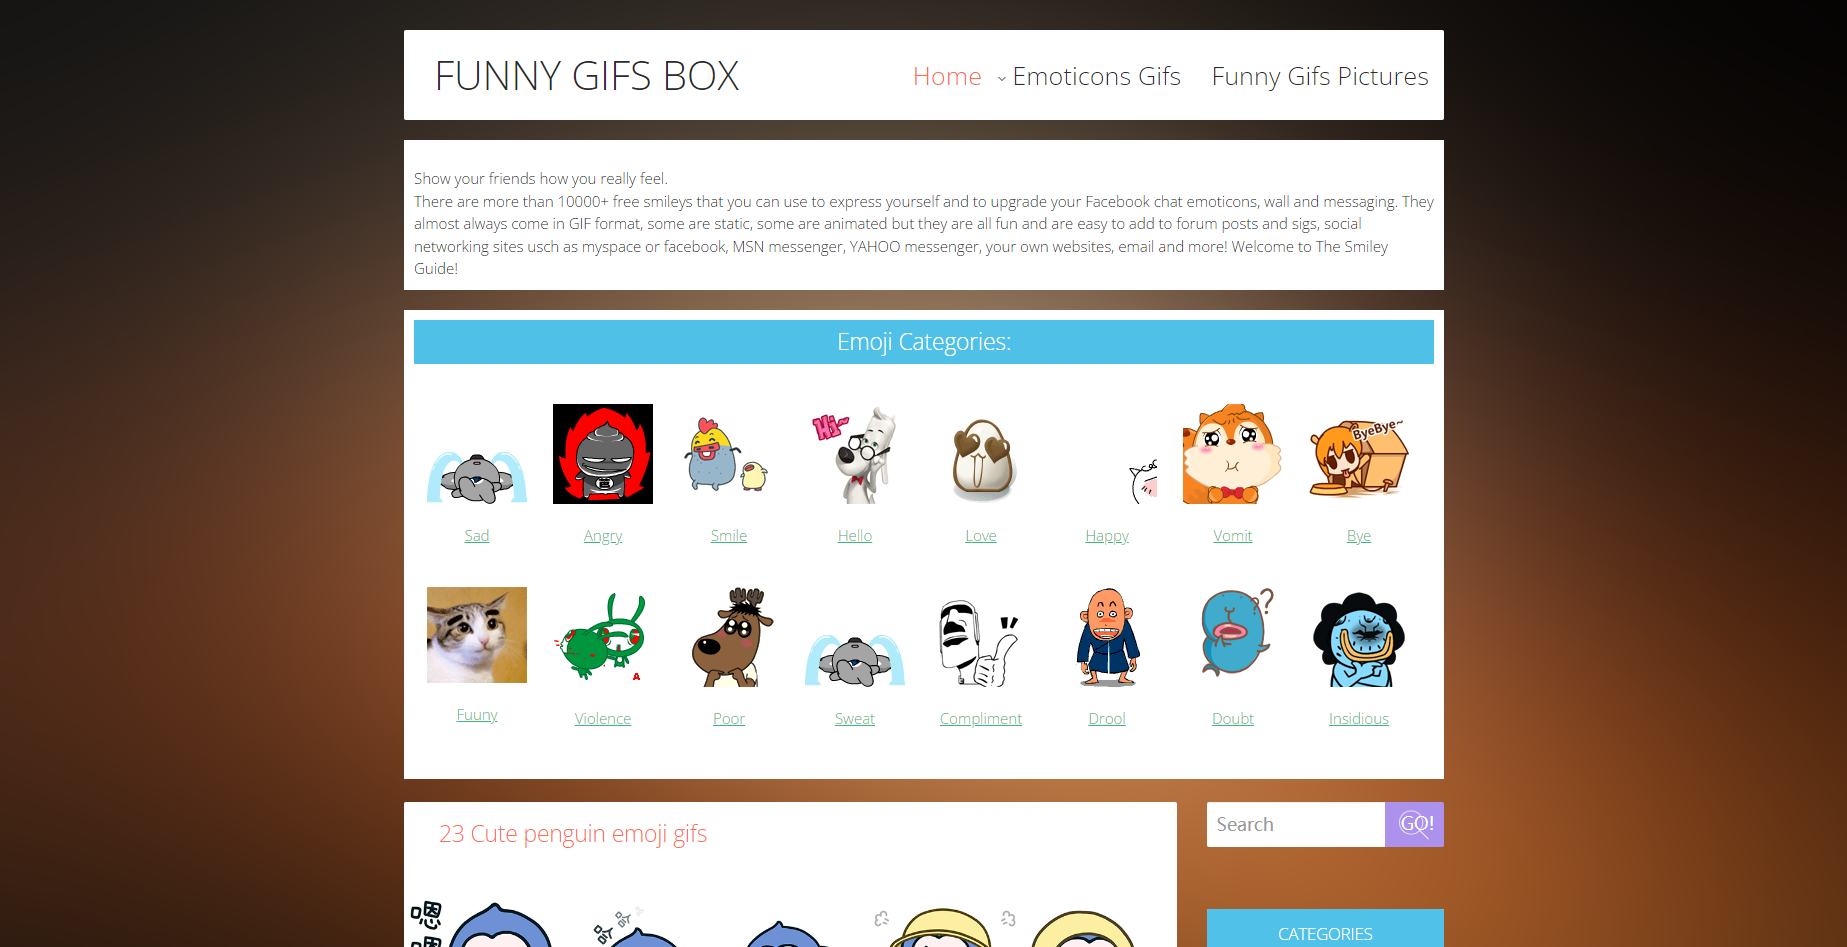 FUNNY GIFS BOX
Home
Emoticons Gifs
Funny Gifs Pictures
Show your friends how you really feel.
There are more than 10000+ free smileys that you can use to express yourself and to upgrade your Facebook chat emoticons, wall and messaging. They
almost always come in GIF format, some are static, some are animated but they are all fun and are easy to add to forum posts and sigs, social
networking sites usch as myspace or facebook, MSN messenger, YAHOO messenger, your own websites, email and more! Welcome to The Smiley
Guide!
Emoji Categories:
Hi~
ByeBye~
Sad
Angry
Smile
Hello
Love
Happy
Vomit
Bye
?
A
Fuuny
Violence
Poor
Sweat
Compliment
Drool
Doubt
Insidious
23 Cute penguin emoji gifs
Search
GO!
嗯
吹吹
CATEGORIES